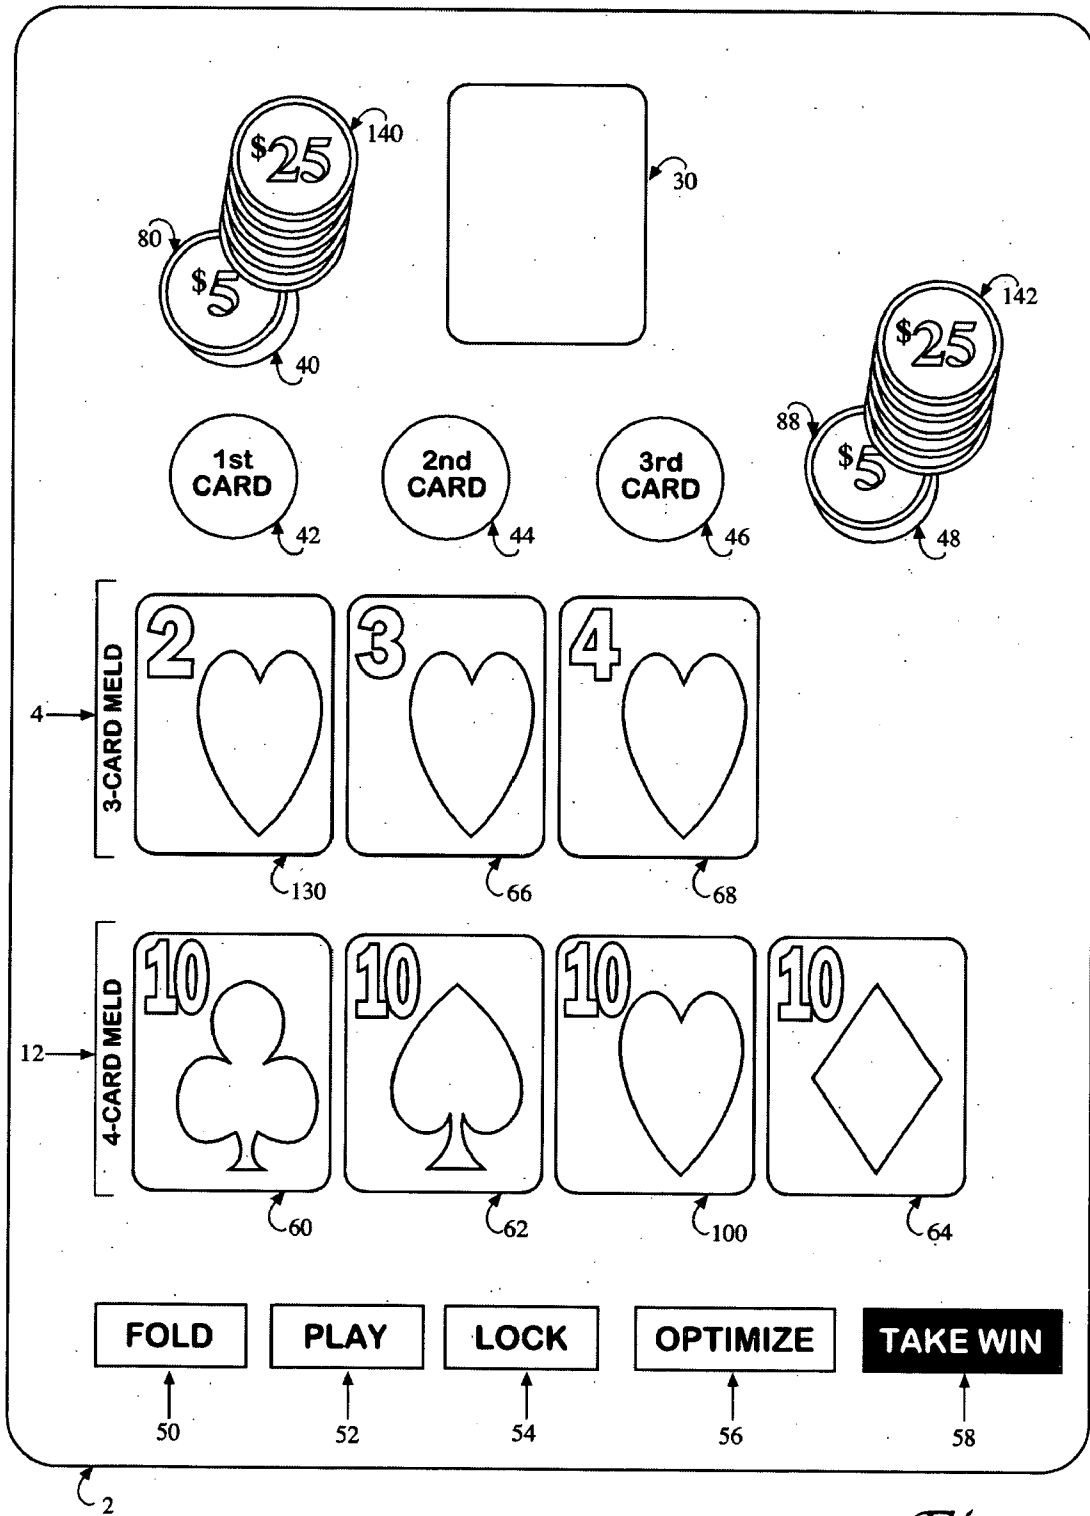 $25
140
30
80
$5
40
$25
142
88
$5
48
1st
CARD
42
2nd
CARD
44
3rd
CARD
46
3-CARD MELD
4
2
130
3
66
4
68
4-CARD MELD
12
10
60
10
62
10
100
10
64
FOLD
PLAY
LOCK
OPTIMIZE
TAKE WIN
50
52
54
56
58
2